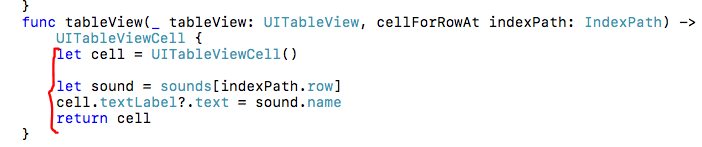 }
func tableView(_ tableView: UITableView, cellForRowAt indexPath: IndexPath) ->
UITableViewCell {
let cell = UITableViewCell()
let sound = sounds[indexPath.row]
cell.textLabel?.text = sound.name
return cell
}